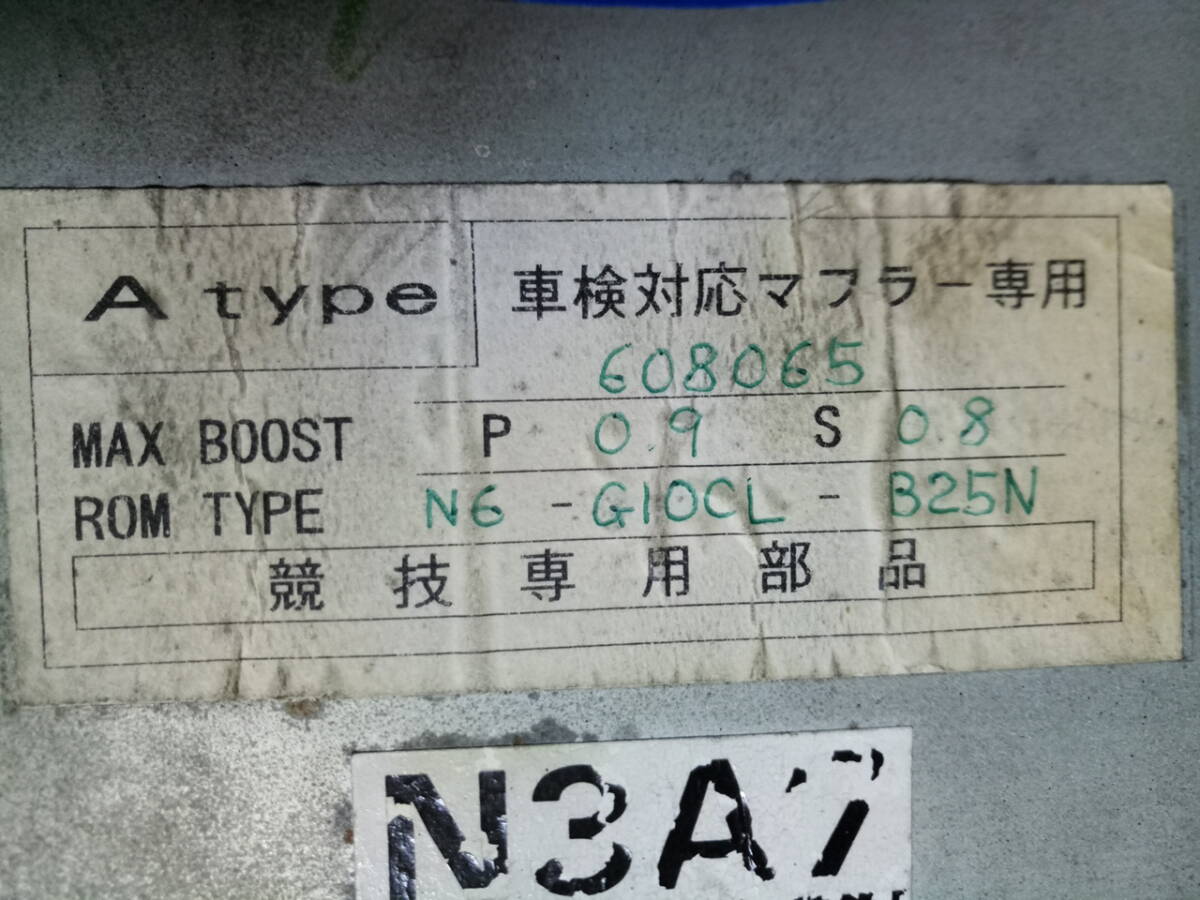 A type
車検対応マフラー専用
608065
MAX BOOST P 0.9 S 0.8
ROM TYPE N6 - G10CL - B25N
競技専用部品
N3A7